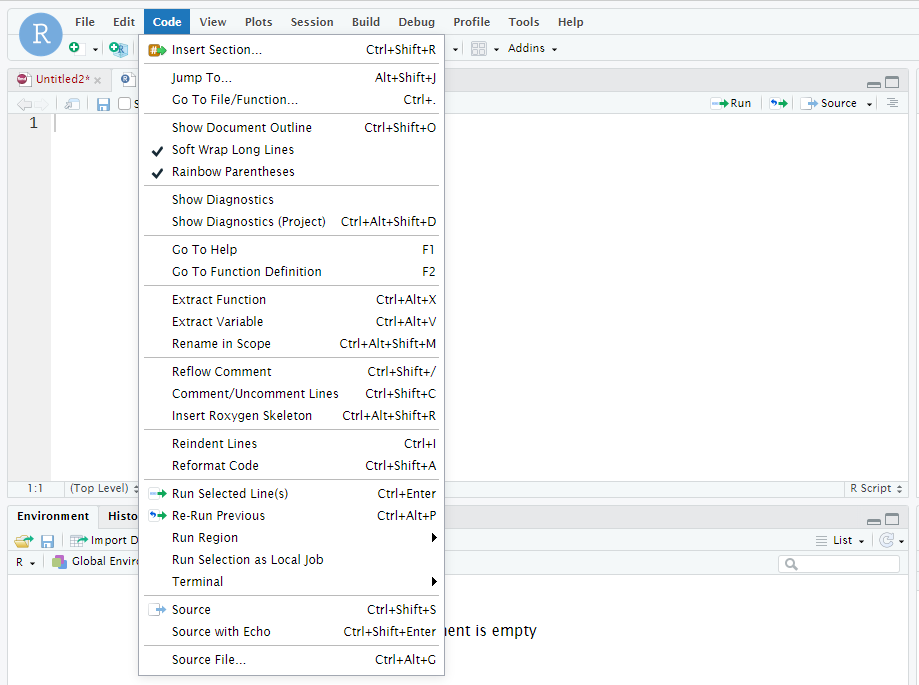 R
File Edit Code View Plots Session Build Debug Profile Tools Help
Addins
Untitled2*
Run Source
1
Insert Section... Ctrl+Shift+R
Jump To... Alt+Shift+J
Go To File/Function... Ctrl+.
Show Document Outline Ctrl+Shift+O
Soft Wrap Long Lines
Rainbow Parentheses
Show Diagnostics
Show Diagnostics (Project) Ctrl+Alt+Shift+D
Go To Help F1
Go To Function Definition F2
Extract Function Ctrl+Alt+X
Extract Variable Ctrl+Alt+V
Rename in Scope Ctrl+Alt+Shift+M
Reflow Comment Ctrl+Shift+/
Comment/Uncomment Lines Ctrl+Shift+C
Insert Roxygen Skeleton Ctrl+Alt+Shift+R
Reindent Lines Ctrl+I
Reformat Code Ctrl+Shift+A
Run Selected Line(s) Ctrl+Enter
Re-Run Previous Ctrl+Alt+P
Run Region
Run Selection as Local Job
Terminal
Source Ctrl+Shift+S
Source with Echo Ctrl+Shift+Enter
Source File... Ctrl+Alt+G
1:1 (Top Level) R Script
Environment Histo
Import D List
R Global Enviro
is empty